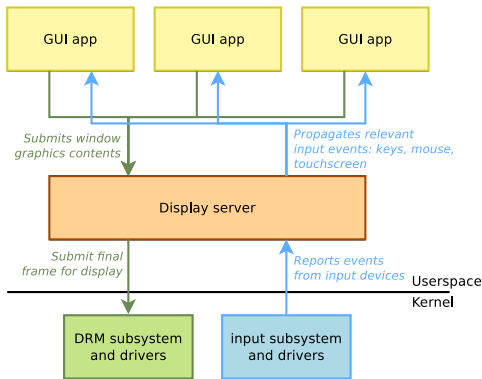 GUI app
GUI app
GUI app
Submits window
graphics contents
Propagates relevant
input events: keys, mouse,
touchscreen
Display server
Submit final
frame for display
Reports events
from input devices
Userspace
Kernel
DRM subsystem
and drivers
input subsystem
and drivers